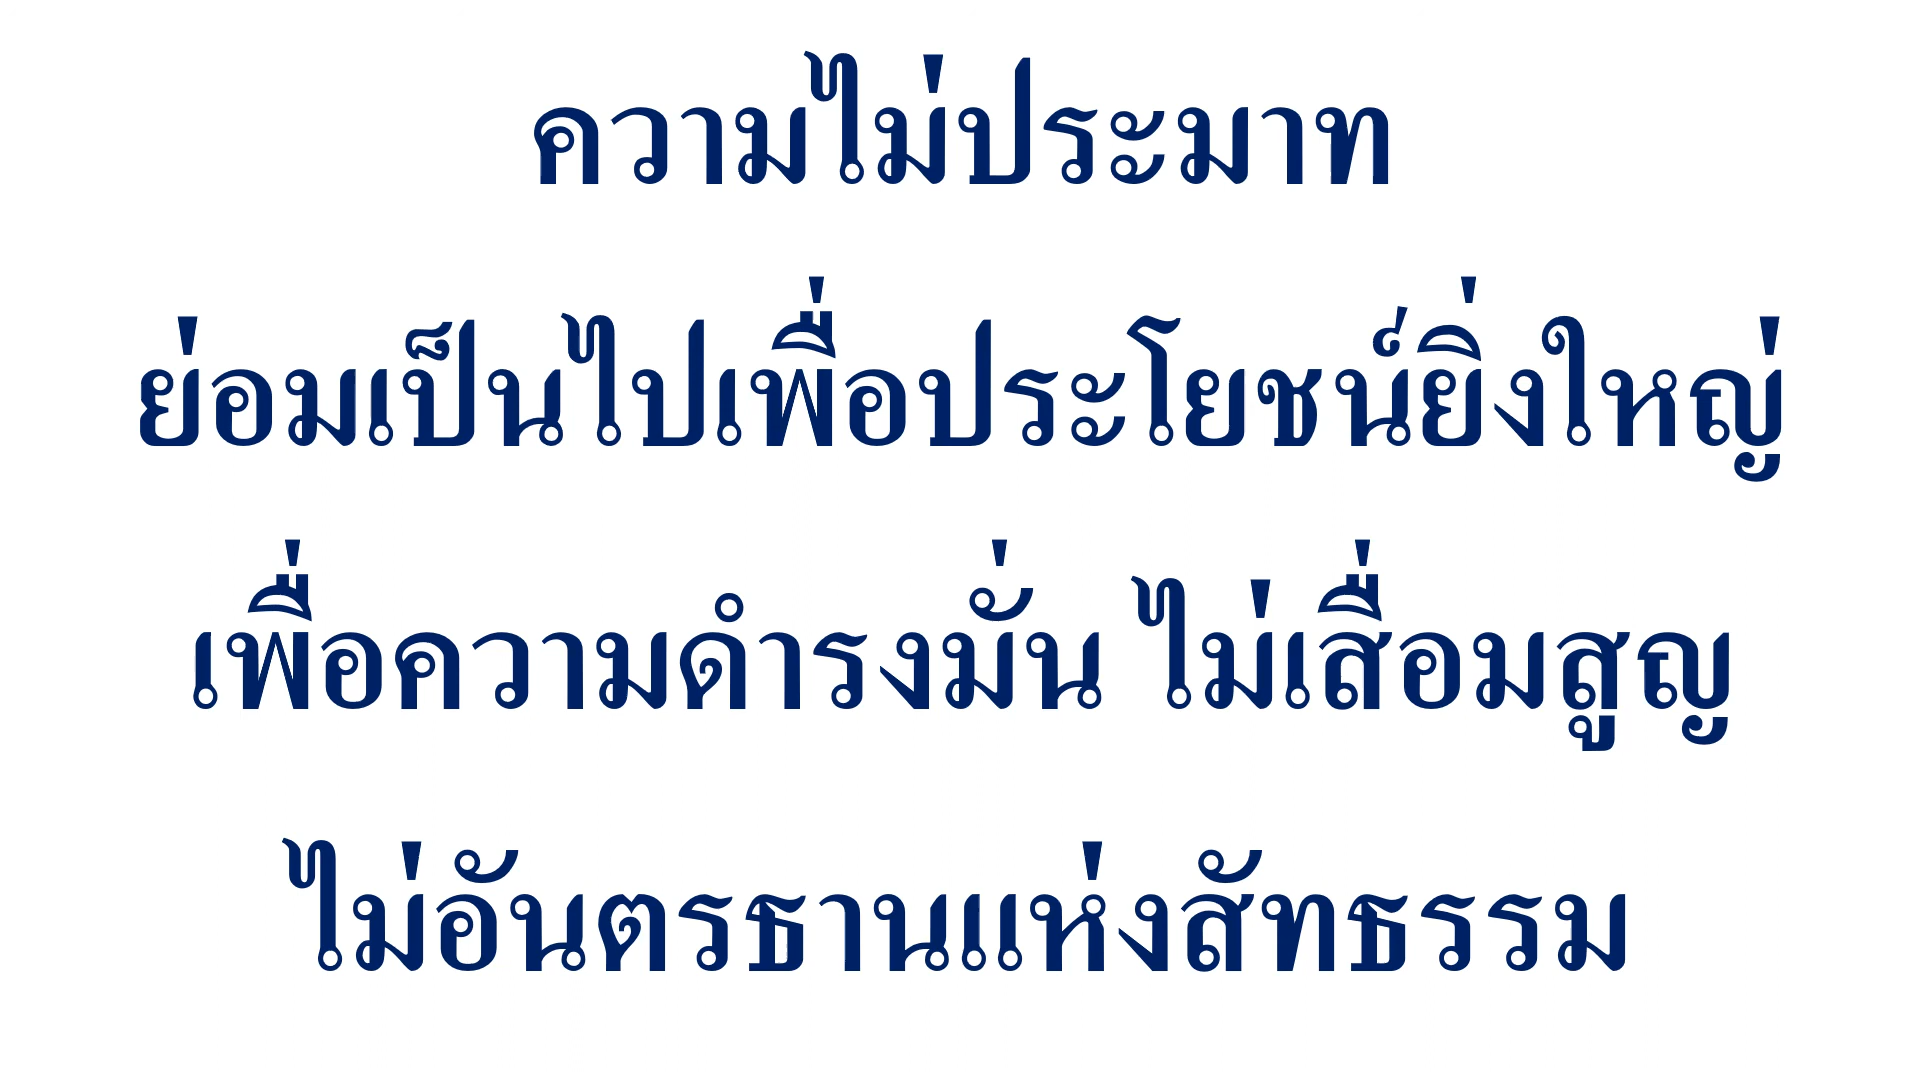 ความไม่ประมาท
ย่อมเป็นไปเพื่อประโยชน์ยิ่งใหญ่
เพื่อความดำรงมั่น ไม่เสื่อมสูญ
ไม่อันตรธานแห่งสัทธรรม